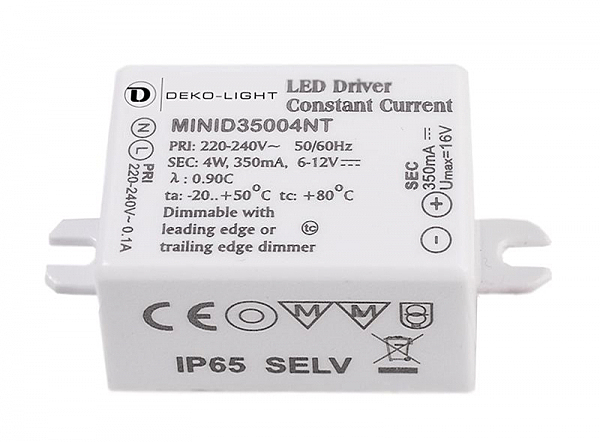 D DEKO-LIGHT
LED Driver
Constant Current
MINID35004NT
PRI: 220-240V~ 50/60Hz
SEC: 4W, 350mA, 6-12V⎓
λ : 0.90C
ta: -20..+50°C tc: +80°C
Dimmable with
leading edge or tc
trailing edge dimmer
N
L
PRI
220-240V~ 0.1A
SEC
350mA ⎓
Umax=16V
+
-
CE M M
IP65 SELV